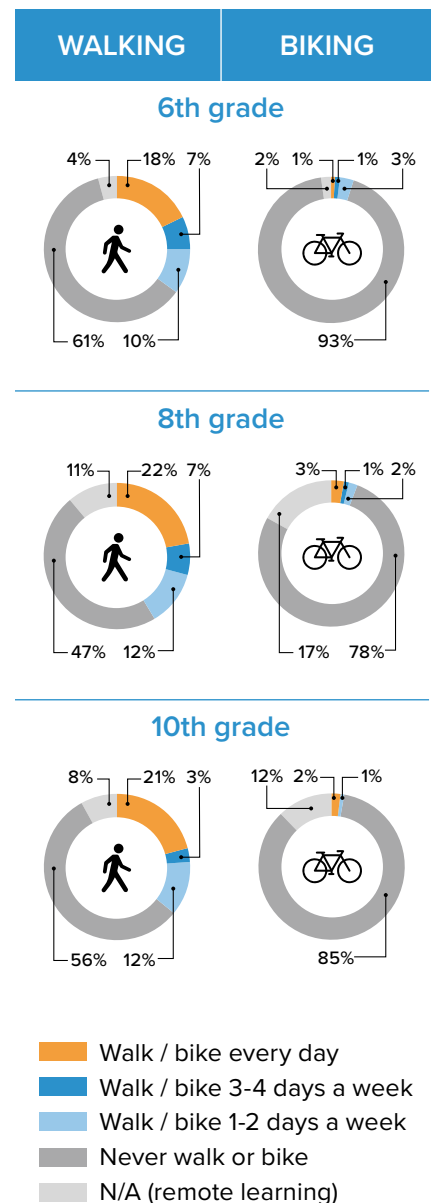 WALKING BIKING
6th grade
4% 18% 7% 2% 1% 1% 3%
61% 10% 93%
8th grade
11% 22% 7% 3% 1% 2%
47% 12% 17% 78%
10th grade
8% 21% 3% 12% 2% 1%
56% 12% 85%
Walk / bike every day
Walk / bike 3-4 days a week
Walk / bike 1-2 days a week
Never walk or bike
N/A (remote learning)